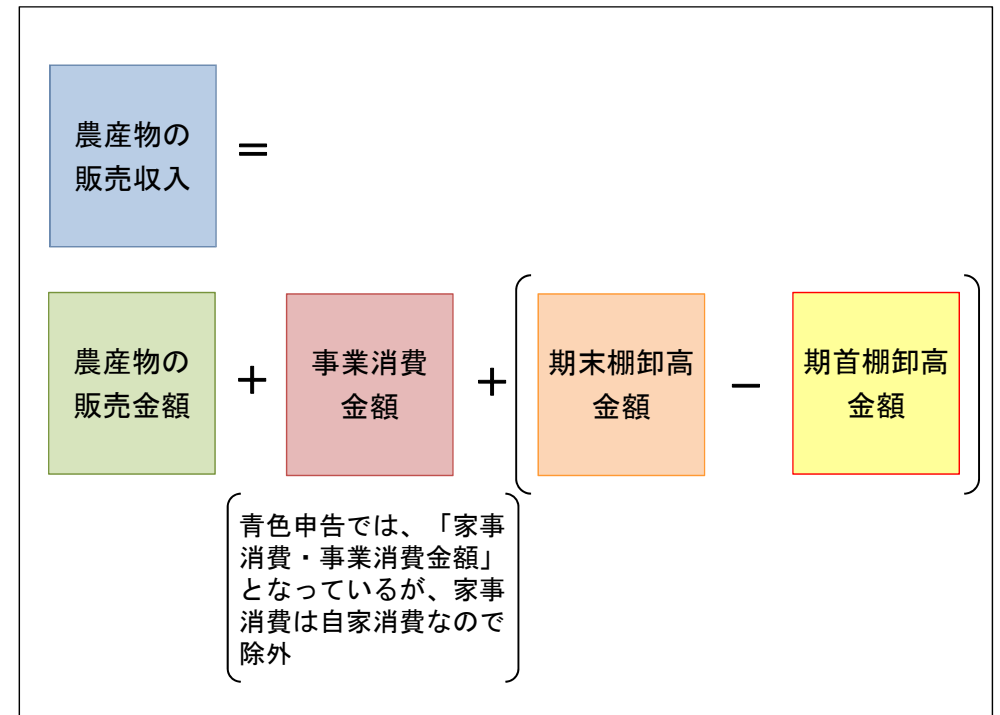 農産物の
販売収入
＝
農産物の
販売金額
＋
事業消費
金額
＋
期末棚卸高
金額
－
期首棚卸高
金額
青色申告では、「家事
消費・事業消費金額」
となっているが、家事
消費は自家消費なので
除外